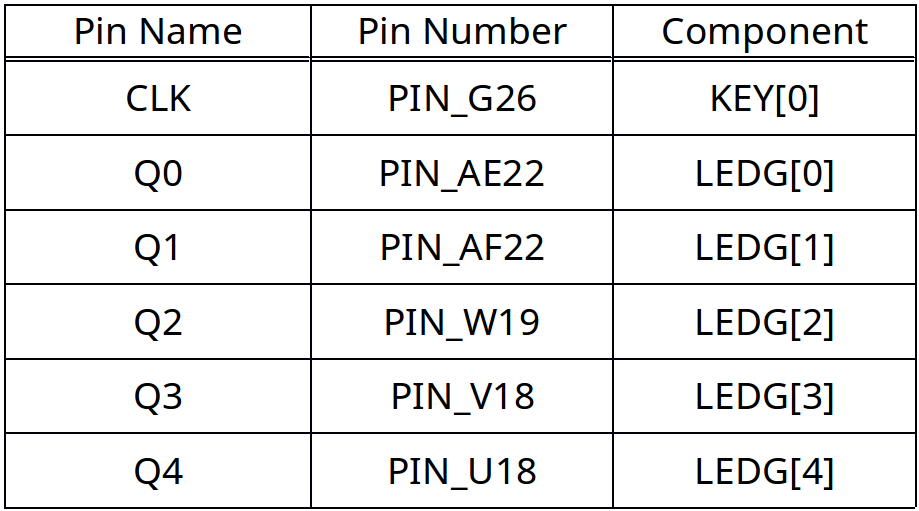 Pin Name Pin Number Component
CLK PIN_G26 KEY[0]
Q0 PIN_AE22 LEDG[0]
Q1 PIN_AF22 LEDG[1]
Q2 PIN_W19 LEDG[2]
Q3 PIN_V18 LEDG[3]
Q4 PIN_U18 LEDG[4]